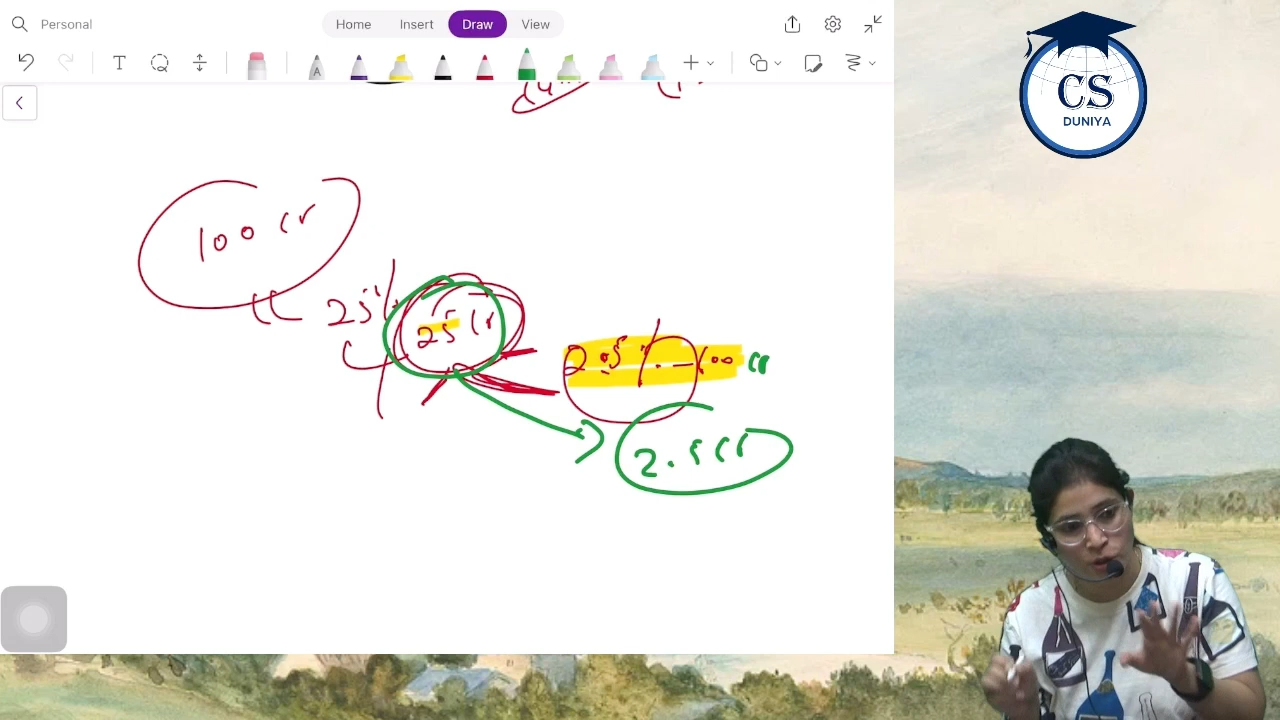 Personal
Home Insert Draw View
T
A
CS
DUNIYA
100 cr
25%
25 cr
2.5% - 100 cr
2.5 cr